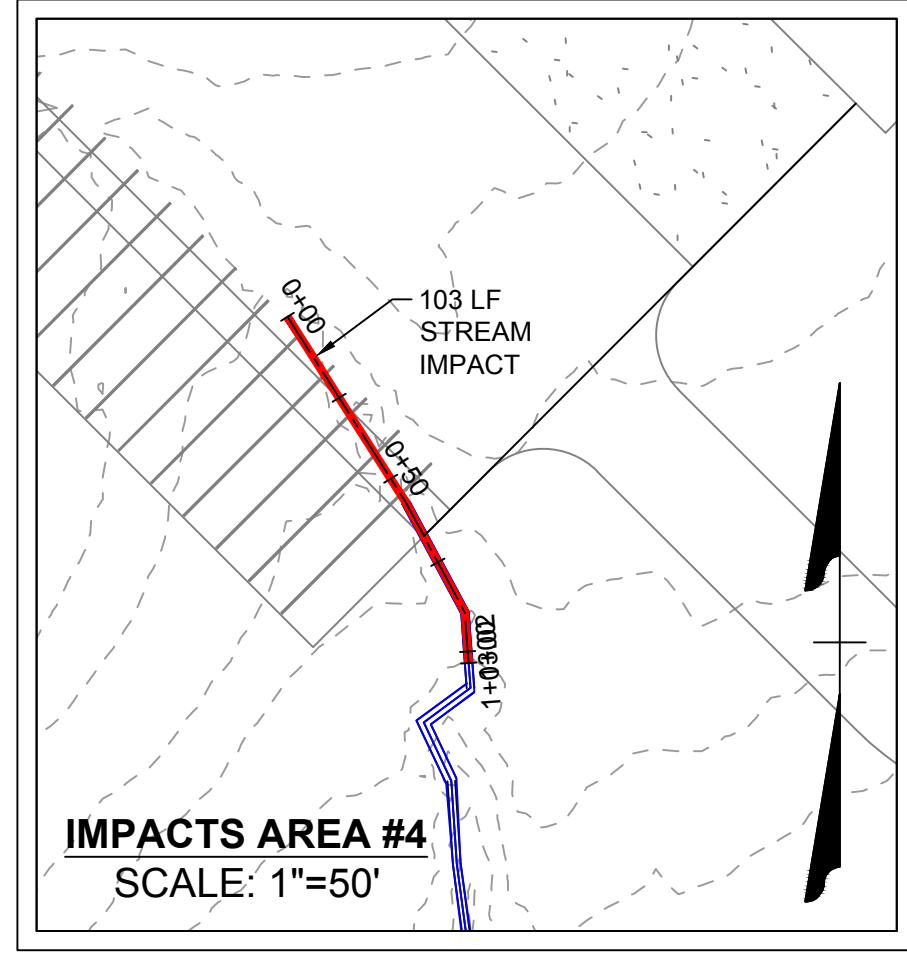 0+00
103 LF
STREAM
IMPACT
0+50
IMPACTS AREA #4
SCALE: 1"=50'